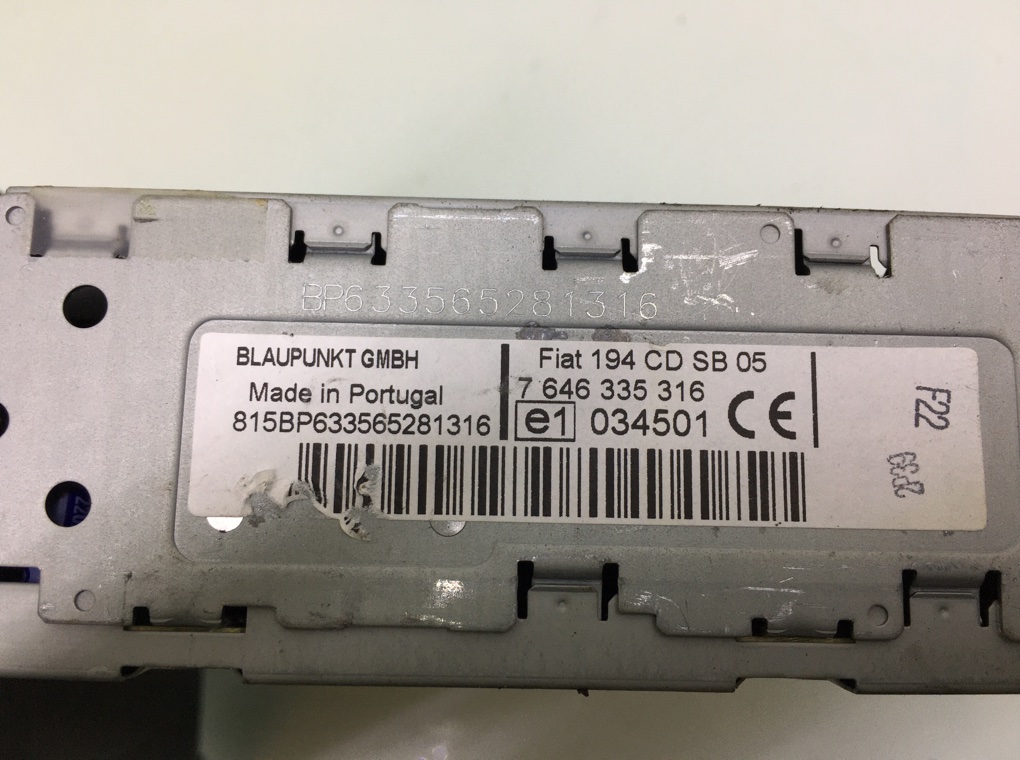 BP633565281316
BLAUPUNKT GMBH
Made in Portugal
815BP633565281316
Fiat 194 CD SB 05
7 646 335 316
e1 034501 CE
F22